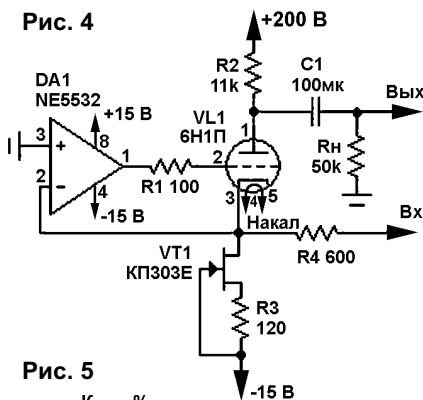 Рис. 4
+200 В
R2
11k
C1
100мк
Вых
DA1
NE5532
+15 В
VL1
6Н1П
3
+
8
1
1
2
R1 100
2
-
4
-15 В
3
4
5
Накал
Rн
50k
Вх
R4 600
VT1
КП303Е
R3
120
Рис. 5
-15 В